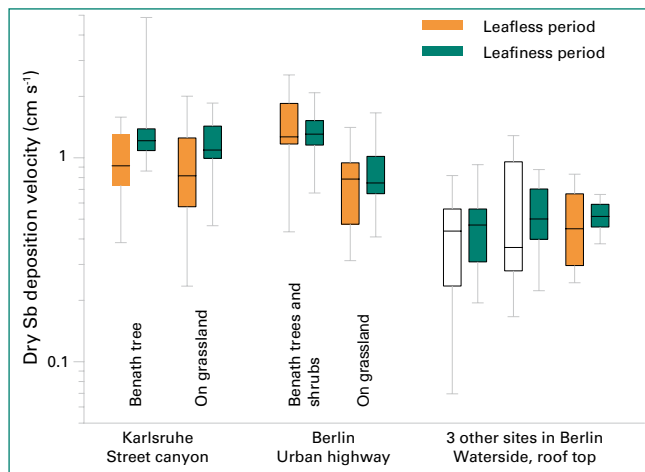 Dry Sb deposition velocity (cm s⁻¹)
1
0.1
Leafless period
Leafiness period
Benath tree
On grassland
Benath trees and
shrubs
On grassland
Karlsruhe
Street canyon
Berlin
Urban highway
3 other sites in Berlin
Waterside, roof top